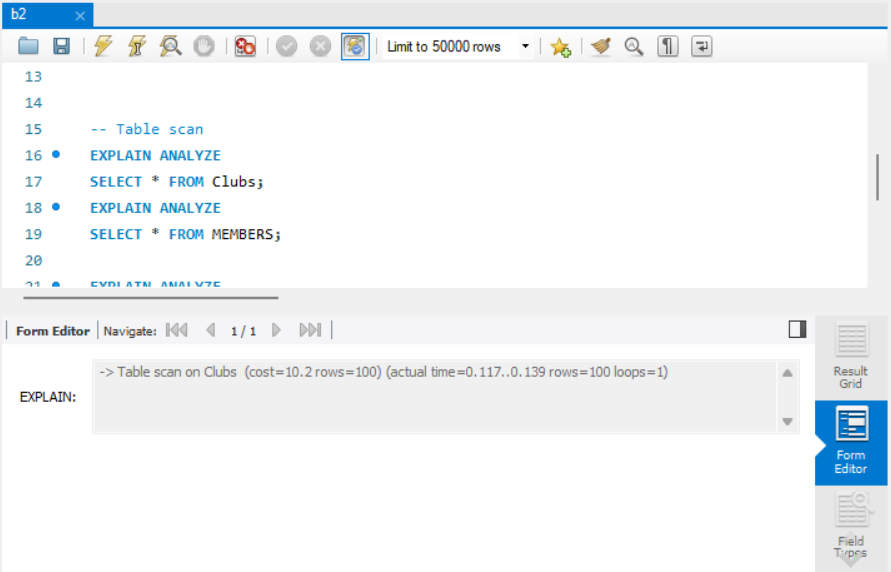 b2
Limit to 50000 rows
13
14
15 -- Table scan
16 EXPLAIN ANALYZE
17 SELECT * FROM Clubs;
18 EXPLAIN ANALYZE
19 SELECT * FROM MEMBERS;
20
21 EXPLAIN ANALYZE
Form Editor Navigate: 1 / 1
Result
Grid
-> Table scan on Clubs (cost=10.2 rows=100) (actual time=0.117..0.139 rows=100 loops=1)
EXPLAIN:
Form
Editor
Field
Types